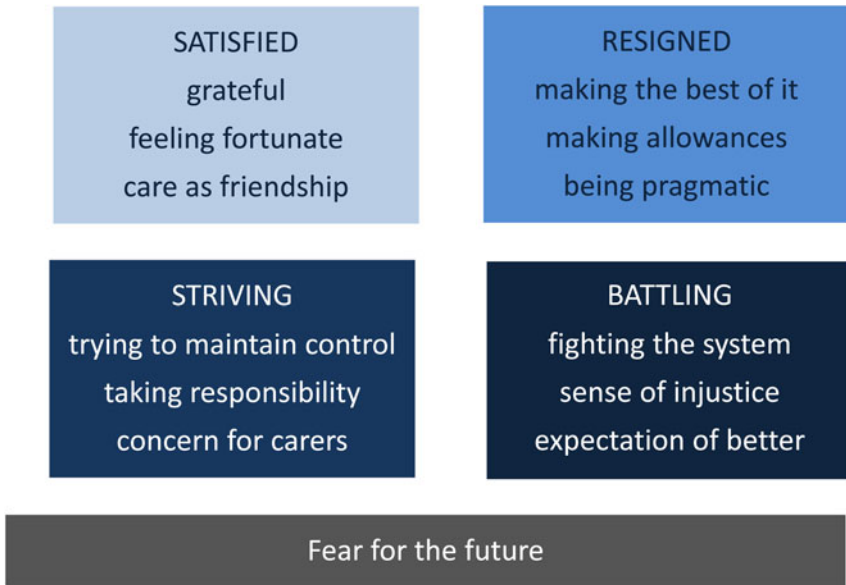 SATISFIED
grateful
feeling fortunate
care as friendship
RESIGNED
making the best of it
making allowances
being pragmatic
STRIVING
trying to maintain control
taking responsibility
concern for carers
BATTLING
fighting the system
sense of injustice
expectation of better
Fear for the future